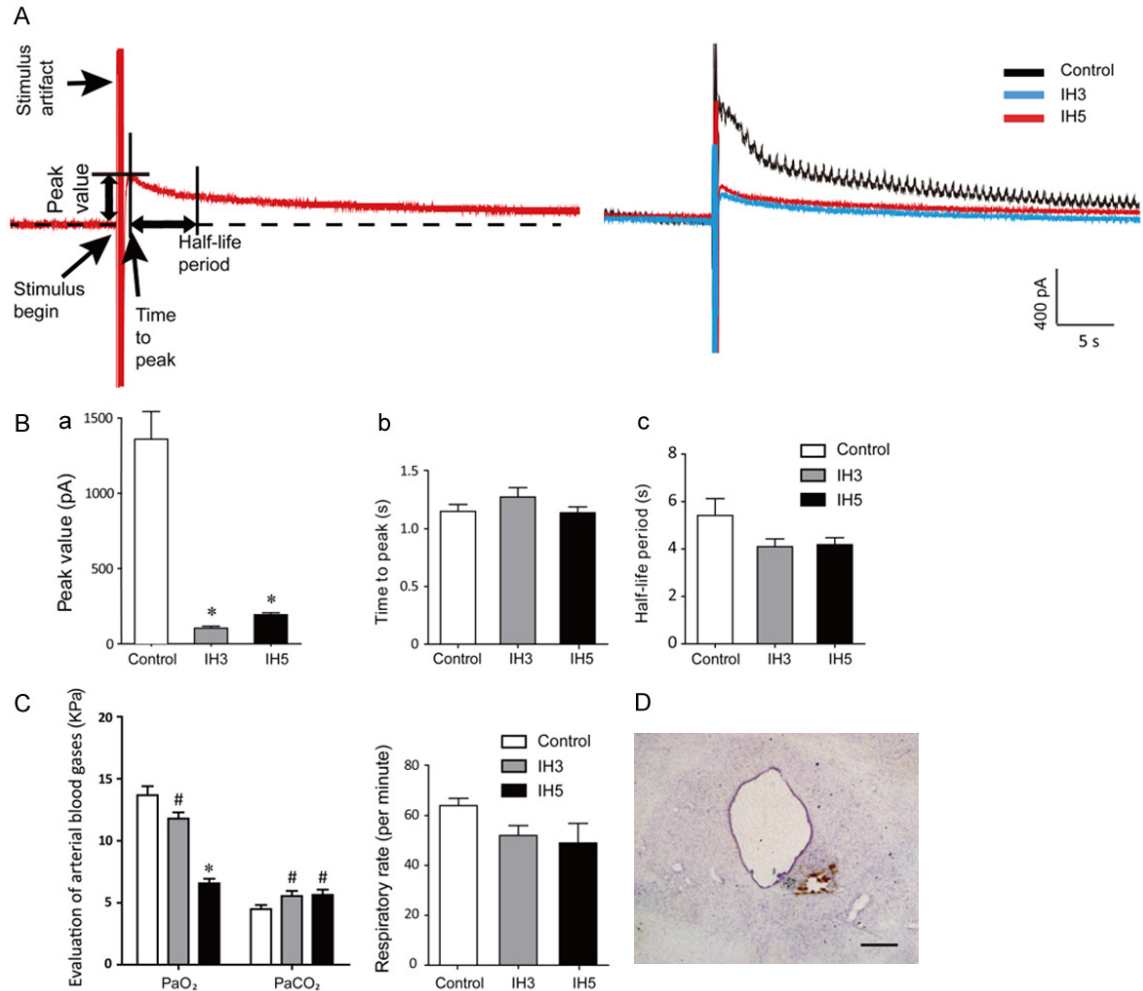 A
Stimulus
artifact
Peak
value
Stimulus
begin
Time
to
peak
Half-life
period
Control
IH3
IH5
400 pA
5 s
B
a
Peak value (pA)
1500
1000
500
0
*
*
Control IH3 IH5
b
Time to peak (s)
1.5
1.0
0.5
0
Control IH3 IH5
c
Half-life period (s)
8
6
4
2
0
Control
IH3
IH5
Control IH3 IH5
C
Evaluation of arterial blood gases (KPa)
20
15
10
5
0
#
*
# #
PaO₂ PaCO₂
Control
IH3
IH5
Respiratory rate (per minute)
80
60
40
20
0
Control IH3 IH5
D